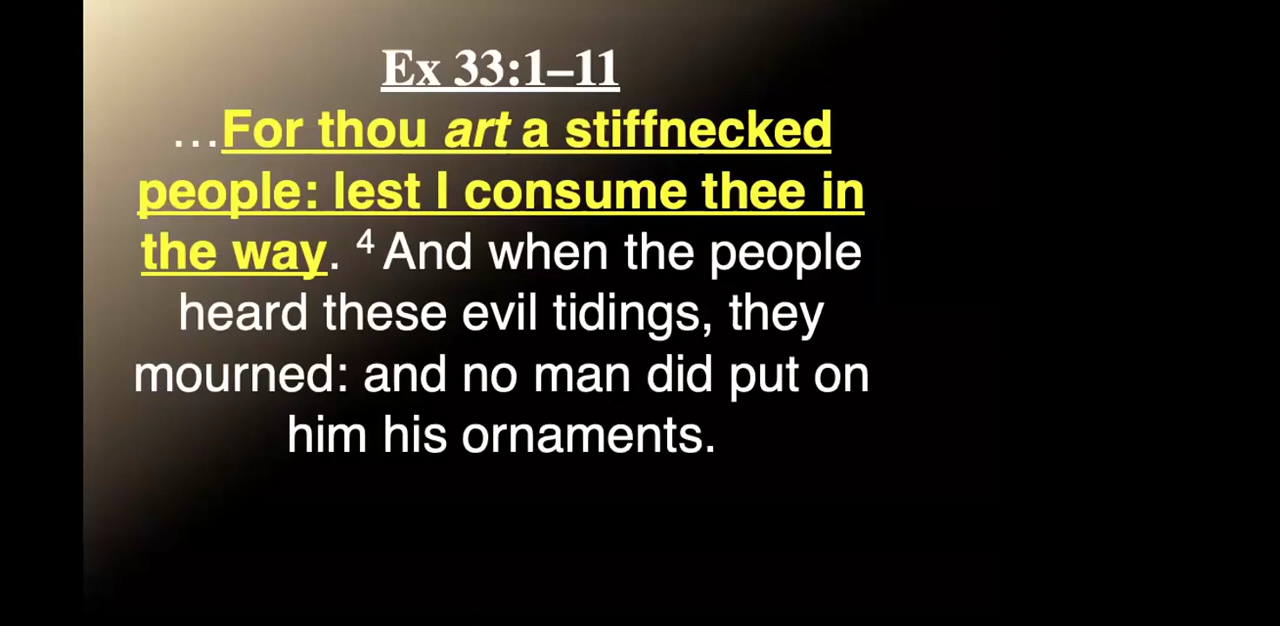 Ex 33:1–11
…For thou art a stiffnecked
people: lest I consume thee in
the way. 4 And when the people
heard these evil tidings, they
mourned: and no man did put on
him his ornaments.